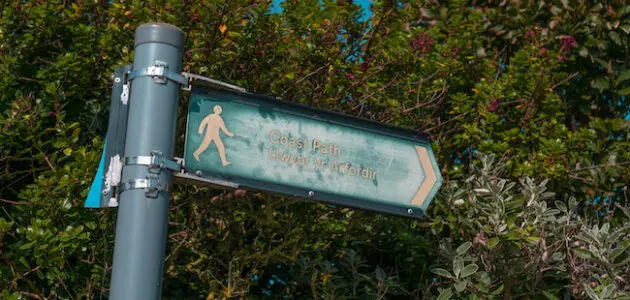 Coast Path
Llwybr yr Arfordir